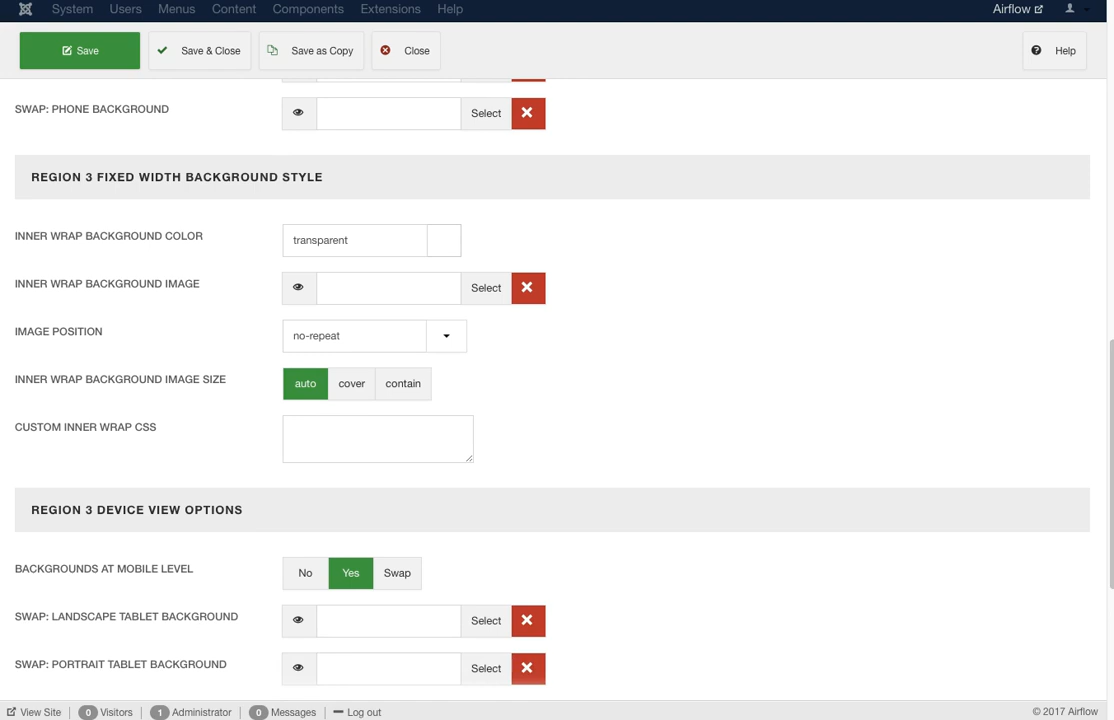 System Users Menus Content Components Extensions Help Airflow
Save Save & Close Save as Copy Close Help
SWAP: PHONE BACKGROUND Select
REGION 3 FIXED WIDTH BACKGROUND STYLE
INNER WRAP BACKGROUND COLOR transparent
INNER WRAP BACKGROUND IMAGE Select
IMAGE POSITION no-repeat
INNER WRAP BACKGROUND IMAGE SIZE auto cover contain
CUSTOM INNER WRAP CSS
REGION 3 DEVICE VIEW OPTIONS
BACKGROUNDS AT MOBILE LEVEL No Yes Swap
SWAP: LANDSCAPE TABLET BACKGROUND Select
SWAP: PORTRAIT TABLET BACKGROUND Select
View Site | 0 Visitors | 1 Administrator | 0 Messages | Log out © 2017 Airflow